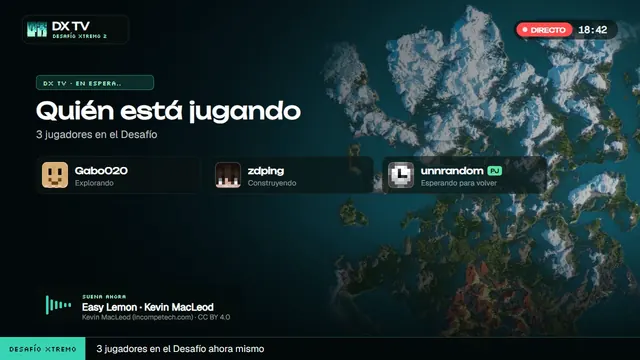 DX TV
DESAFÍO XTREMO 2
DIRECTO
18:42
DX TV · EN ESPERA..
Quién está jugando
3 jugadores en el Desafío
Gabo020
Explorando
zdping
Construyendo
unnrandom PJ
Esperando para volver
SUENA AHORA
Easy Lemon · Kevin MacLeod
Kevin MacLeod (incompetech.com) · CC BY 4.0
DESAFÍO XTREMO
3 jugadores en el Desafío ahora mismo